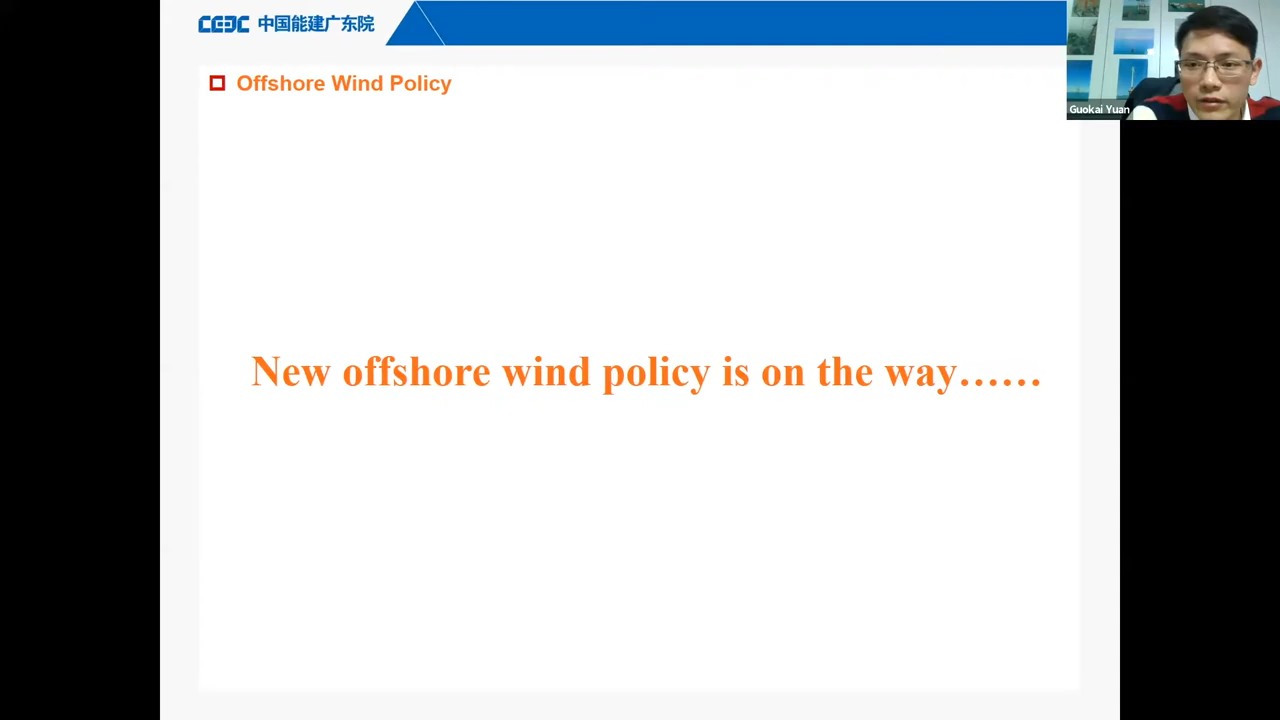 CEEC 中国能建广东院
Offshore Wind Policy
Guokai Yuan
New offshore wind policy is on the way……